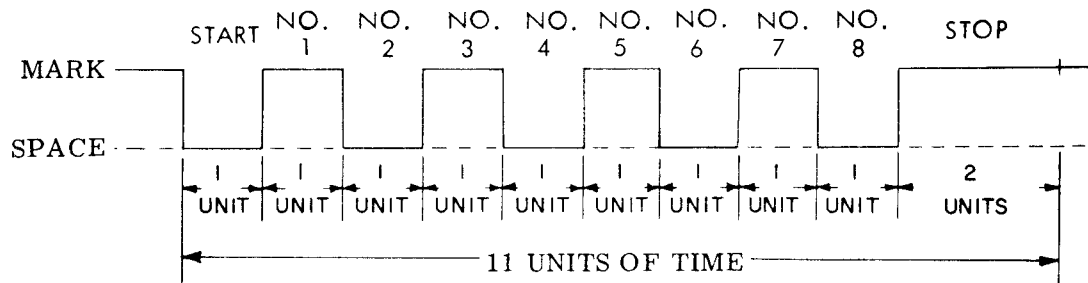 START NO. NO. NO. NO. NO. NO. NO. NO. STOP
1 2 3 4 5 6 7 8
MARK
SPACE
1 1 1 1 1 1 1 1 1 2
UNIT UNIT UNIT UNIT UNIT UNIT UNIT UNIT UNIT UNITS
11 UNITS OF TIME